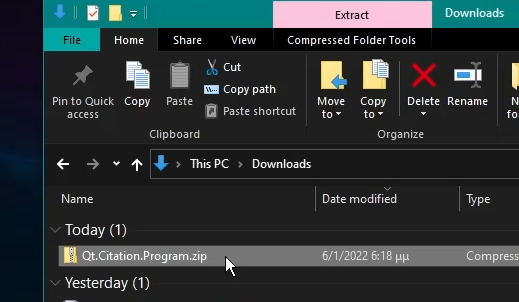 Extract Downloads
File Home Share View Compressed Folder Tools
Pin to Quick access
Copy
Paste
Cut
Copy path
Paste shortcut
Move to
Copy to
Delete
Rename
Clipboard
Organize
This PC > Downloads
Name Date modified Type
Today (1)
Qt.Citation.Program.zip 6/1/2022 6:18 μμ Compress
Yesterday (1)